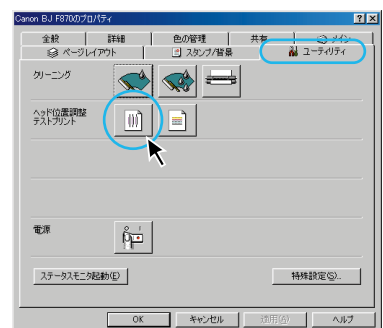 Canon BJ F870のプロパティ
全般 詳細 色の管理 共有 メイン
ページレイアウト スタンプ/背景 ユーティリティ
クリーニング
ヘッド位置調整
テストプリント
電源
ステータスモニタ起動(E) 特殊設定(S)...
OK キャンセル 適用(A) ヘルプ